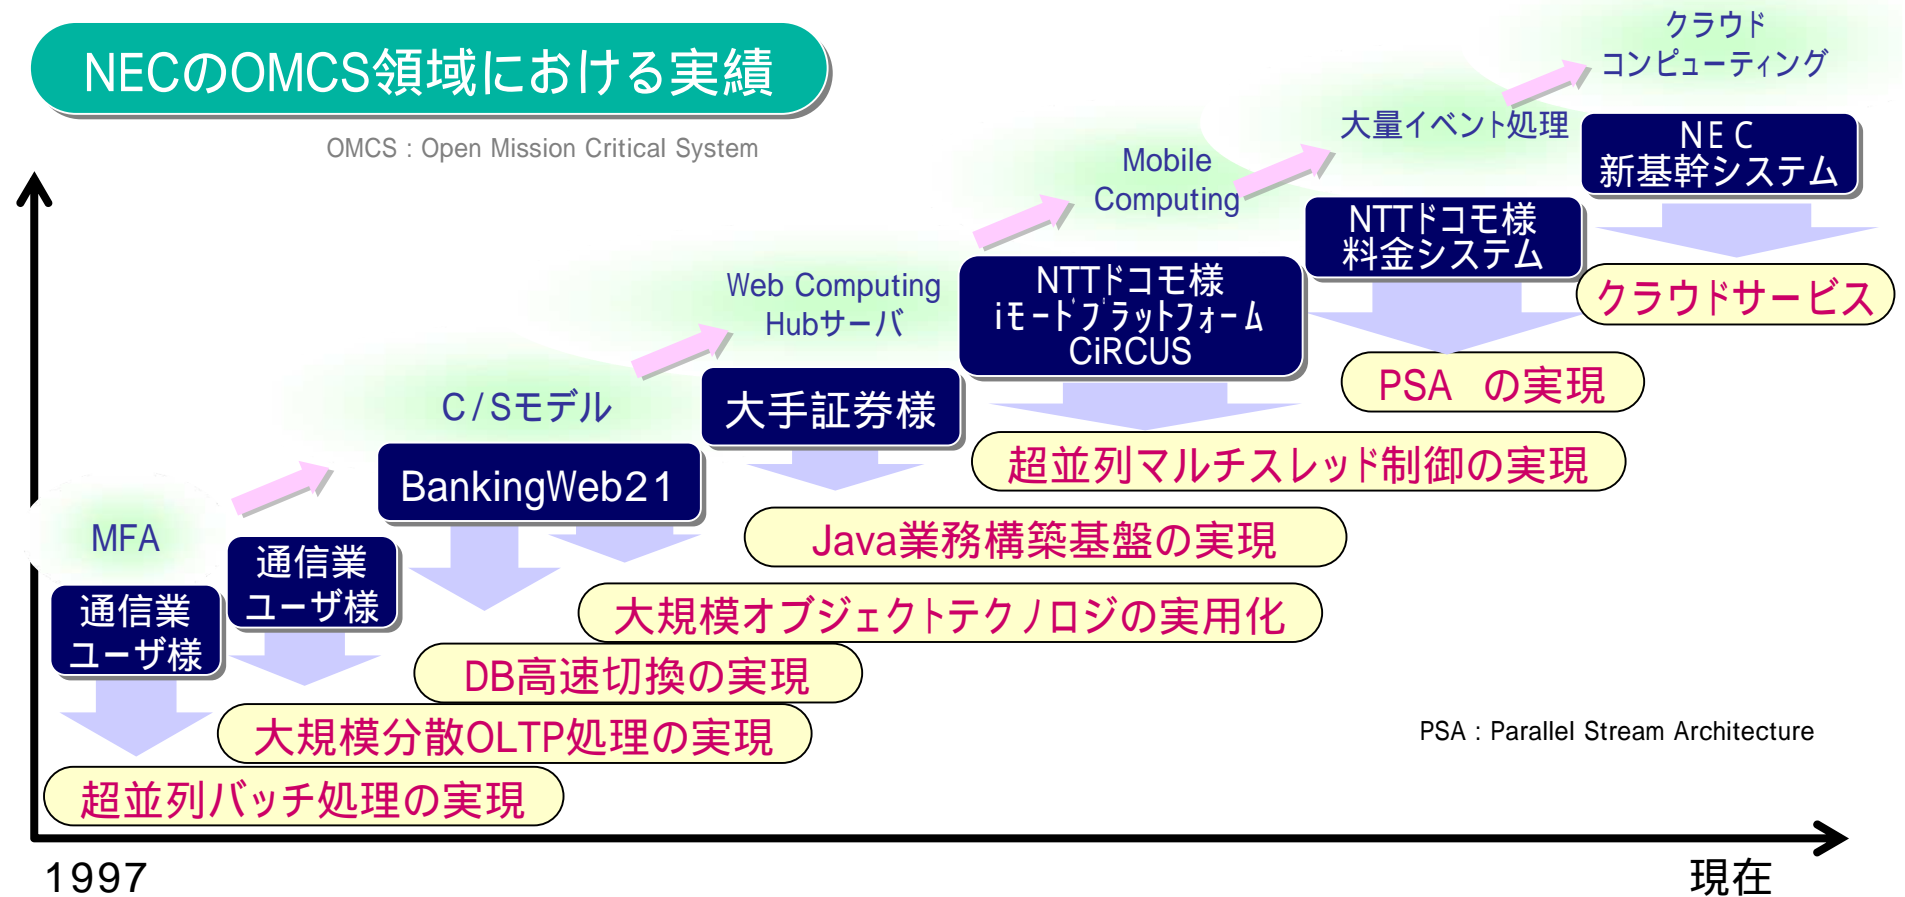 NECのOMCS領域における実績
OMCS : Open Mission Critical System
クラウド
コンピューティング
大量イベント処理
NEC
新基幹システム
Mobile
Computing
NTTドコモ様
料金システム
クラウドサービス
Web Computing
Hubサーバ
NTTドコモ様
iモードプラットフォーム
CiRCUS
PSA の実現
C/Sモデル
大手証券様
超並列マルチスレッド制御の実現
BankingWeb21
MFA
通信業
ユーザ様
Java業務構築基盤の実現
通信業
ユーザ様
大規模オブジェクトテクノロジの実用化
DB高速切換の実現
大規模分散OLTP処理の実現
PSA : Parallel Stream Architecture
超並列バッチ処理の実現
1997
現在